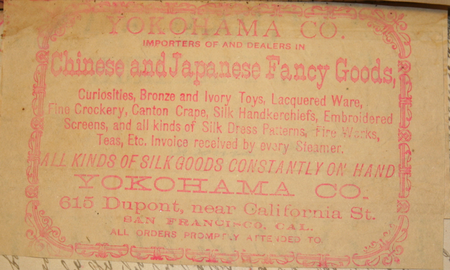 YOKOHAMA CO.
IMPORTERS OF AND DEALERS IN
Chinese and Japanese Fancy Goods,
Curiosities, Bronze and Ivory Toys, Lacquered Ware,
Fine Crockery, Canton Crape, Silk Handkerchiefs, Embroidered
Screens, and all kinds of Silk Dress Patterns, Fire Works,
Teas, Etc. Invoice received by every Steamer.
ALL KINDS OF SILK GOODS CONSTANTLY ON HAND
YOKOHAMA CO.
615 Dupont, near California St.
SAN FRANCISCO, CAL.
ALL ORDERS PROMPTLY ATTENDED TO.